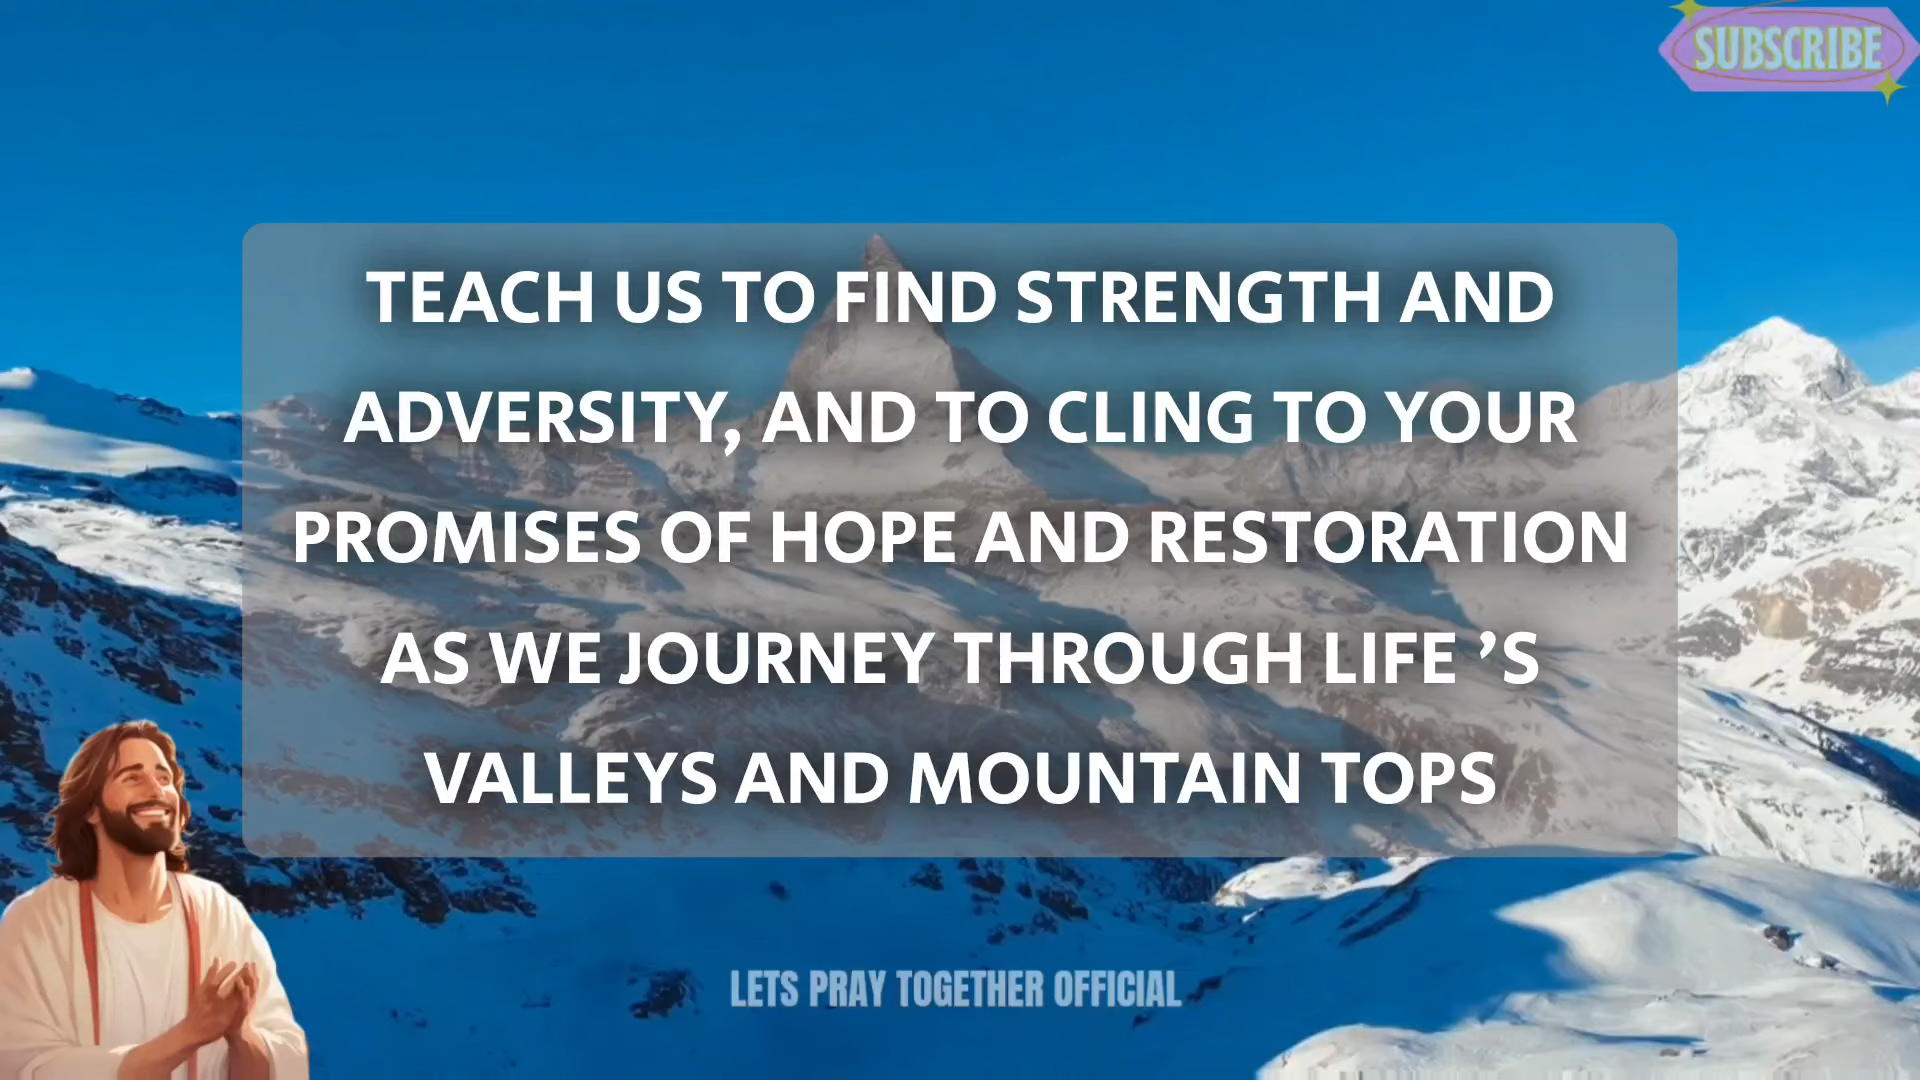 SUBSCRIBE
TEACH US TO FIND STRENGTH AND
ADVERSITY, AND TO CLING TO YOUR
PROMISES OF HOPE AND RESTORATION
AS WE JOURNEY THROUGH LIFE ’S
VALLEYS AND MOUNTAIN TOPS
LETS PRAY TOGETHER OFFICIAL